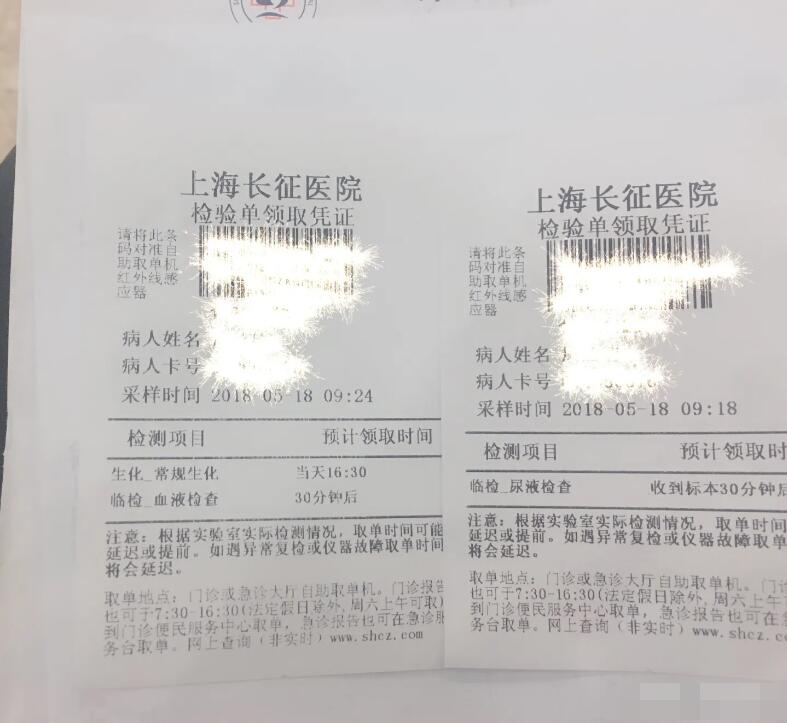 上海长征医院
检验单领取凭证
请将此条
码对准自
助取单机
红外线感
应器
病人姓名
病人卡号
采样时间 2018-05-18 09:24
检测项目 预计领取时间
生化_常规生化 当天16:30
临检_血液检查 30分钟后
注意：根据实验室实际检测情况，取单时间可能
延迟或提前。如遇异常复检或仪器故障取单时间
将会延迟。
取单地点：门诊或急诊大厅自助取单机。门诊报告
也可于7:30-16:30(法定假日除外,周六上午可取)
到门诊便民服务中心取单，急诊报告也可在急诊服
务台取单。网上查询（非实时）www.shcz.com
上海长征医院
检验单领取凭证
请将此条
码对准自
助取单机
红外线感
应器
病人姓名
病人卡号
采样时间 2018-05-18 09:18
检测项目 预计领取时
临检_尿液检查 收到标本30分钟后
注意：根据实验室实际检测情况，取单时间
延迟或提前。如遇异常复检或仪器故障取单
将会延迟。
取单地点：门诊或急诊大厅自助取单机。门诊
也可于7:30-16:30(法定假日除外,周六上午
到门诊便民服务中心取单，急诊报告也可在急
务台取单。网上查询（非实时）www.shcz.co